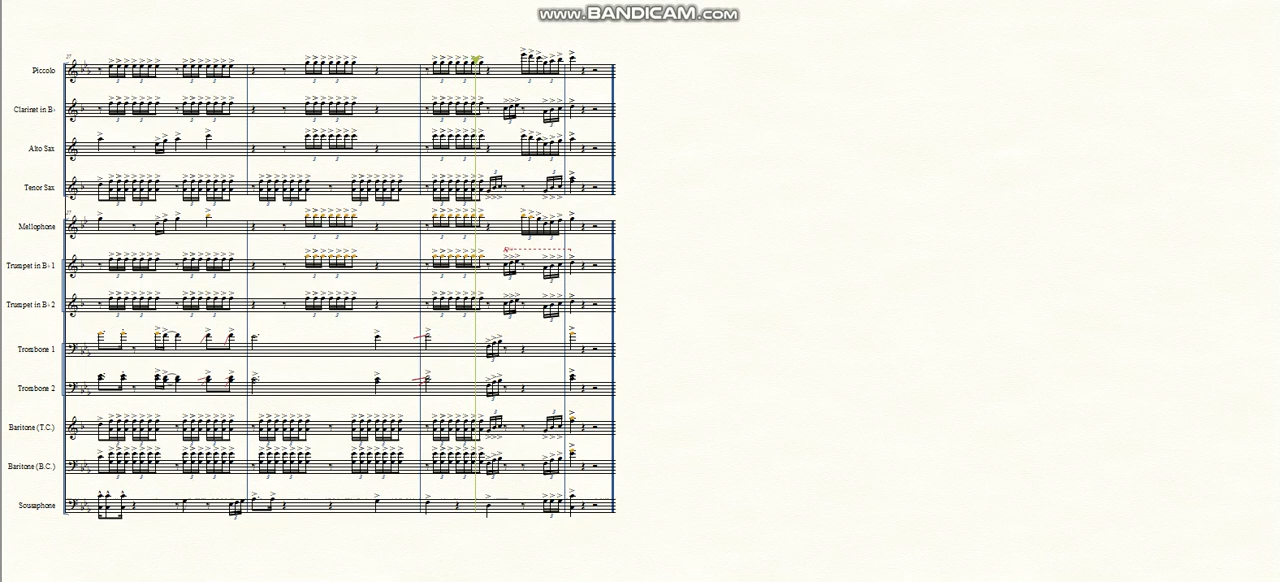 www.BANDICAM.com
Piccolo
Clarinet in B♭
Alto Sax
Tenor Sax
Mellophone
Trumpet in B♭ 1
Trumpet in B♭ 2
Trombone 1
Trombone 2
Baritone (T.C.)
Baritone (B.C.)
Sousaphone